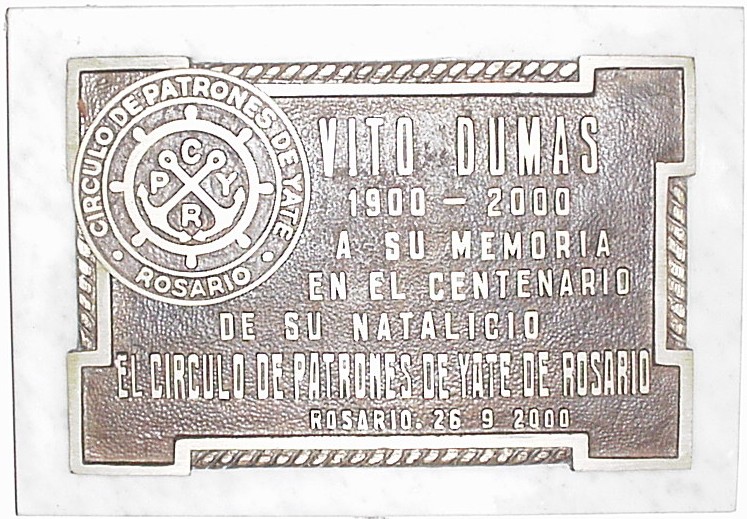 CIRCULO DE PATRONES DE YATE
ROSARIO
C
P Y
R
VITO DUMAS
1900 - 2000
A SU MEMORIA
EN EL CENTENARIO
DE SU NATALICIO
EL CIRCULO DE PATRONES DE YATE DE ROSARIO
ROSARIO. 26 9 2000